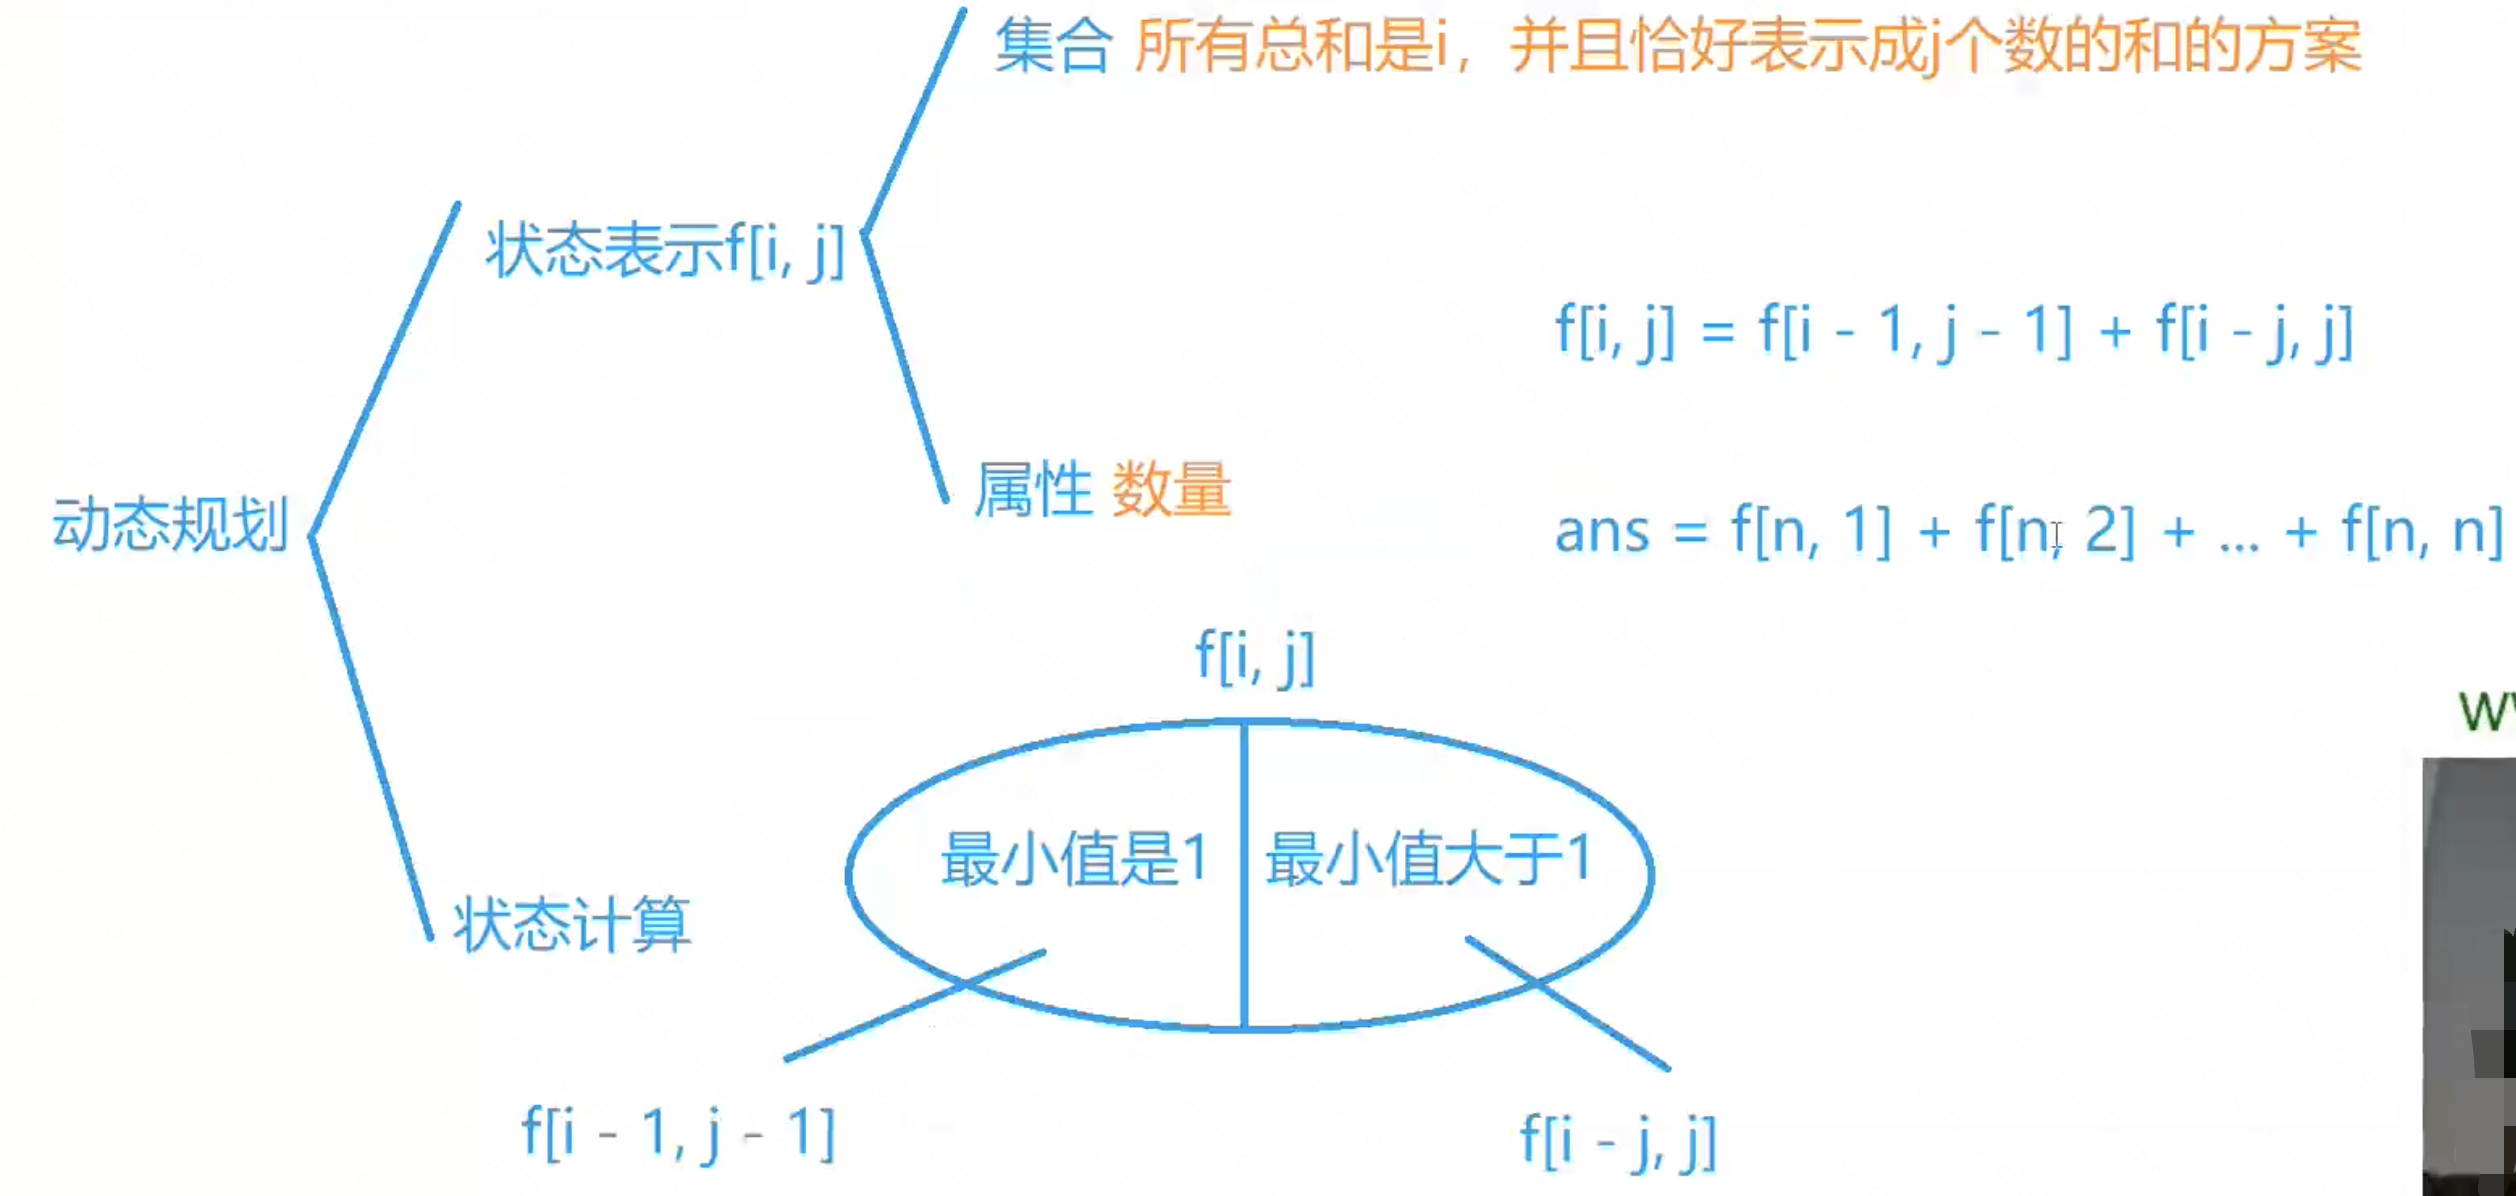 集合 所有总和是i，并且恰好表示成j个数的和的方案
状态表示f[i, j]
f[i, j] = f[i - 1, j - 1] + f[i - j, j]
属性 数量
动态规划
ans = f[n, 1] + f[n, 2] + ... + f[n, n]
f[i, j]
最小值是1 最小值大于1
状态计算
f[i - 1, j - 1]
f[i - j, j]